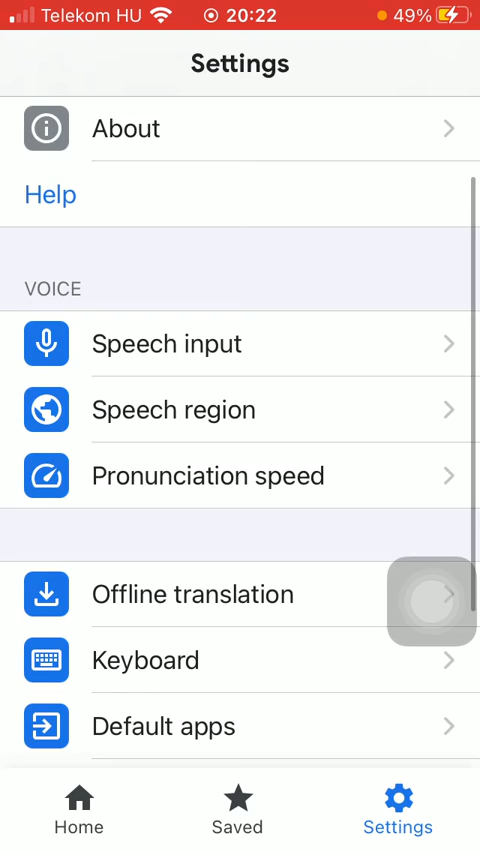 Telekom HU 20:22 49%
Settings
About
Help
VOICE
Speech input
Speech region
Pronunciation speed
Offline translation
Keyboard
Default apps
Home Saved Settings